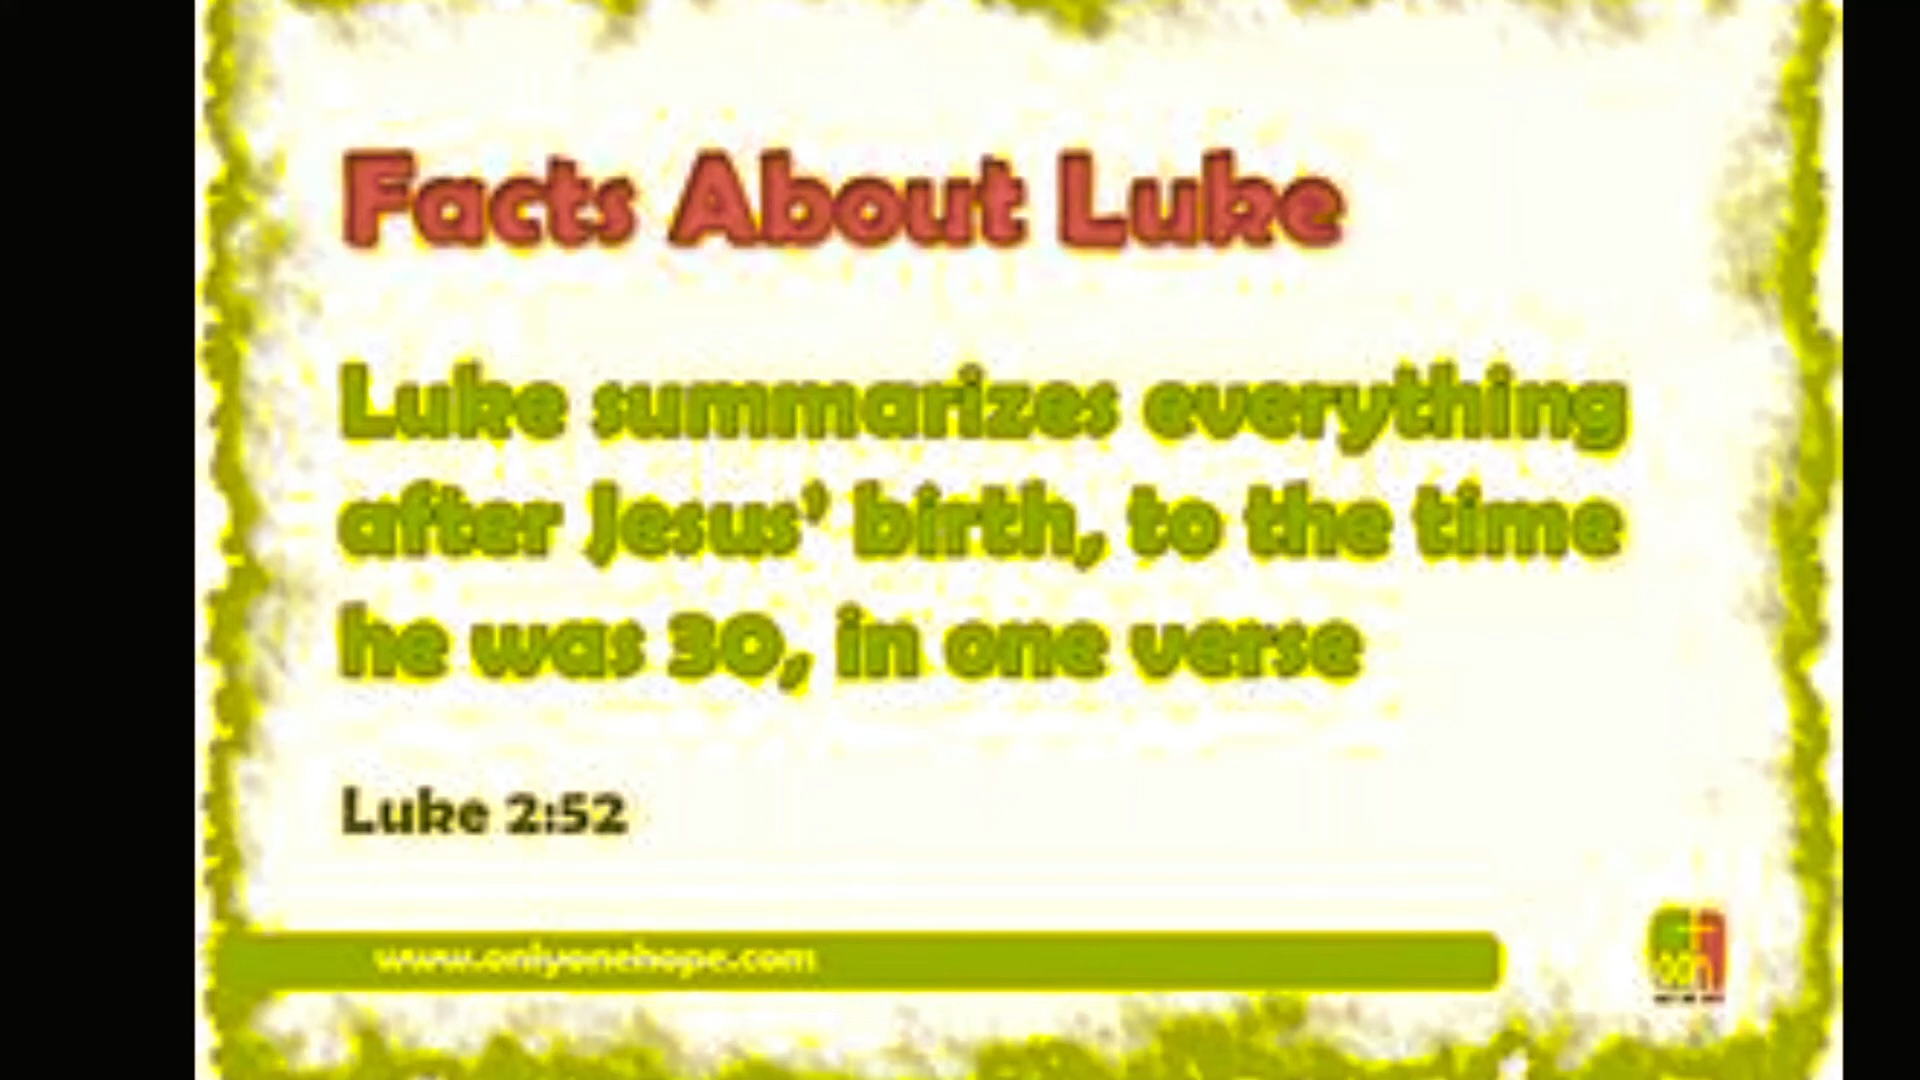 Facts About Luke
Luke summarizes everything
after Jesus' birth, to the time
he was 30, in one verse
Luke 2:52
www.onlyonehope.com